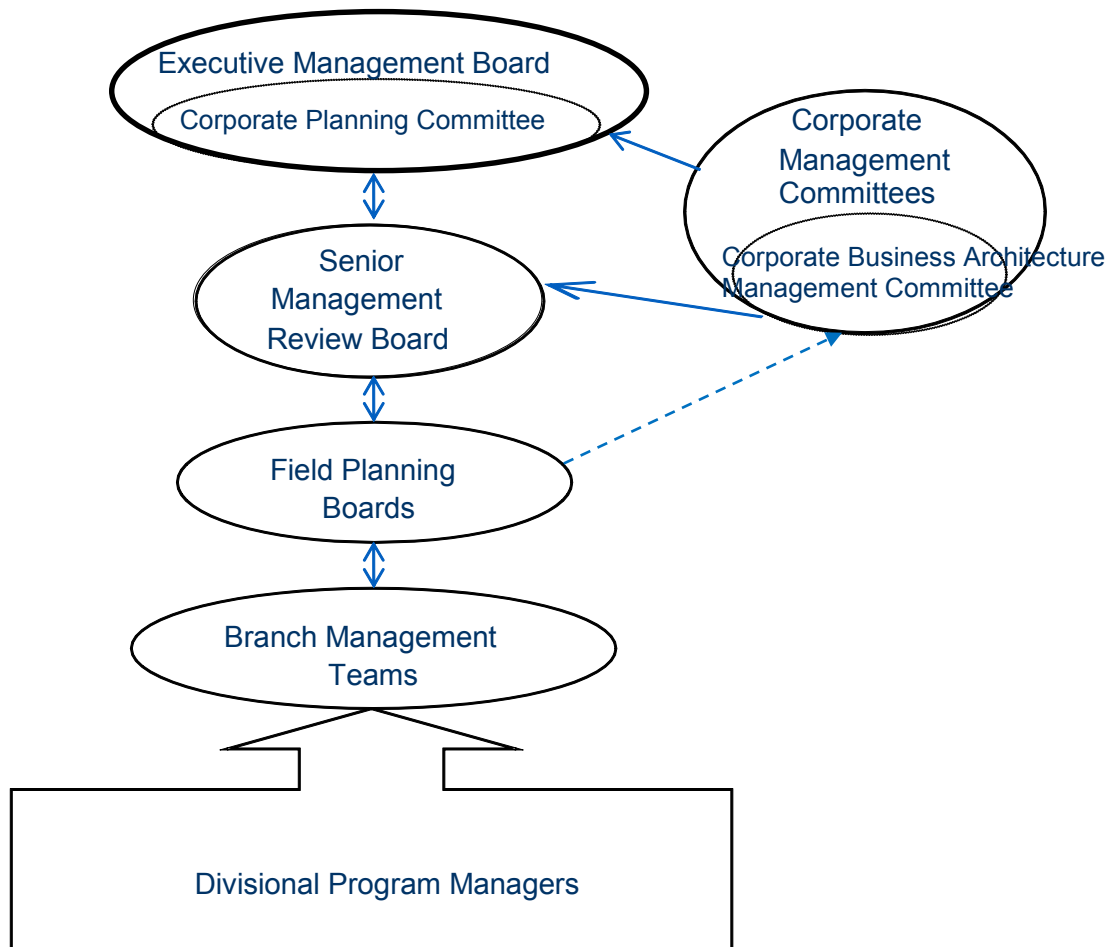 Executive Management Board
Corporate Planning Committee
Corporate
Management
Committees
Corporate Business Architecture
Management Committee
Senior
Management
Review Board
Field Planning
Boards
Branch Management
Teams
Divisional Program Managers